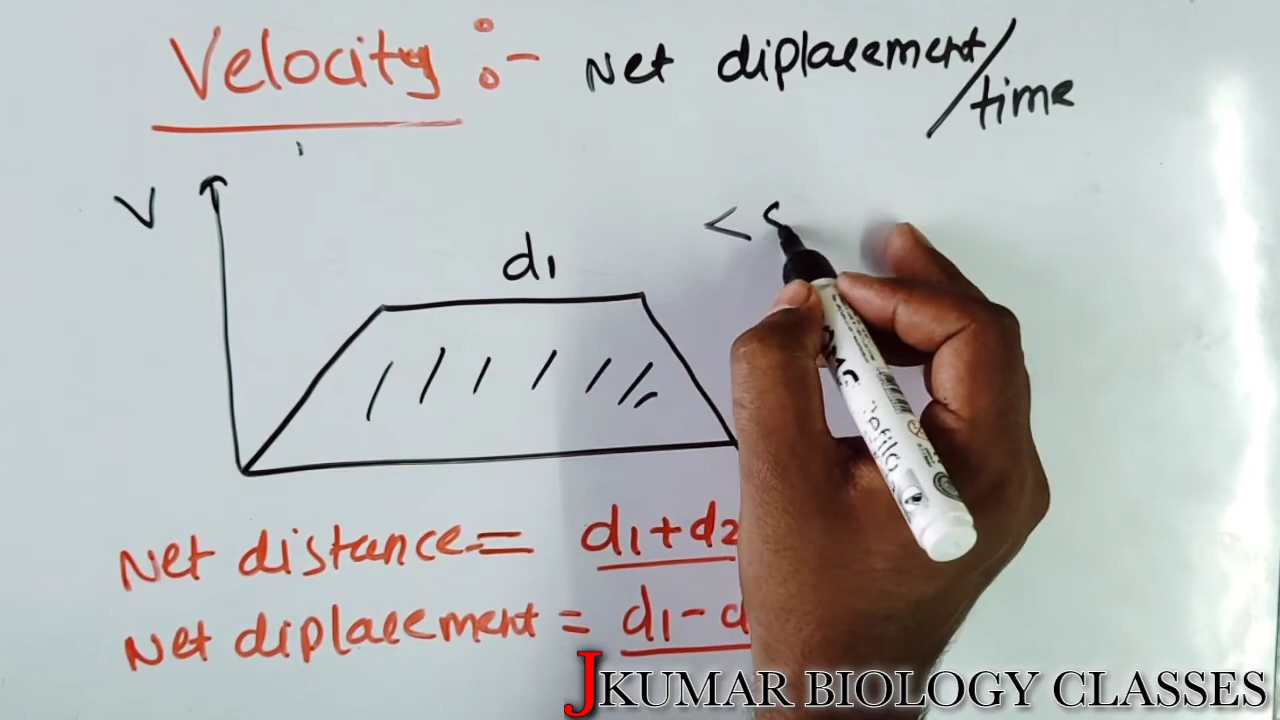 Velocity :- Net diplacement/
time
V
d1
<
Net distance = d1+d2
Net diplacement = d1-d
JKUMAR BIOLOGY CLASSES